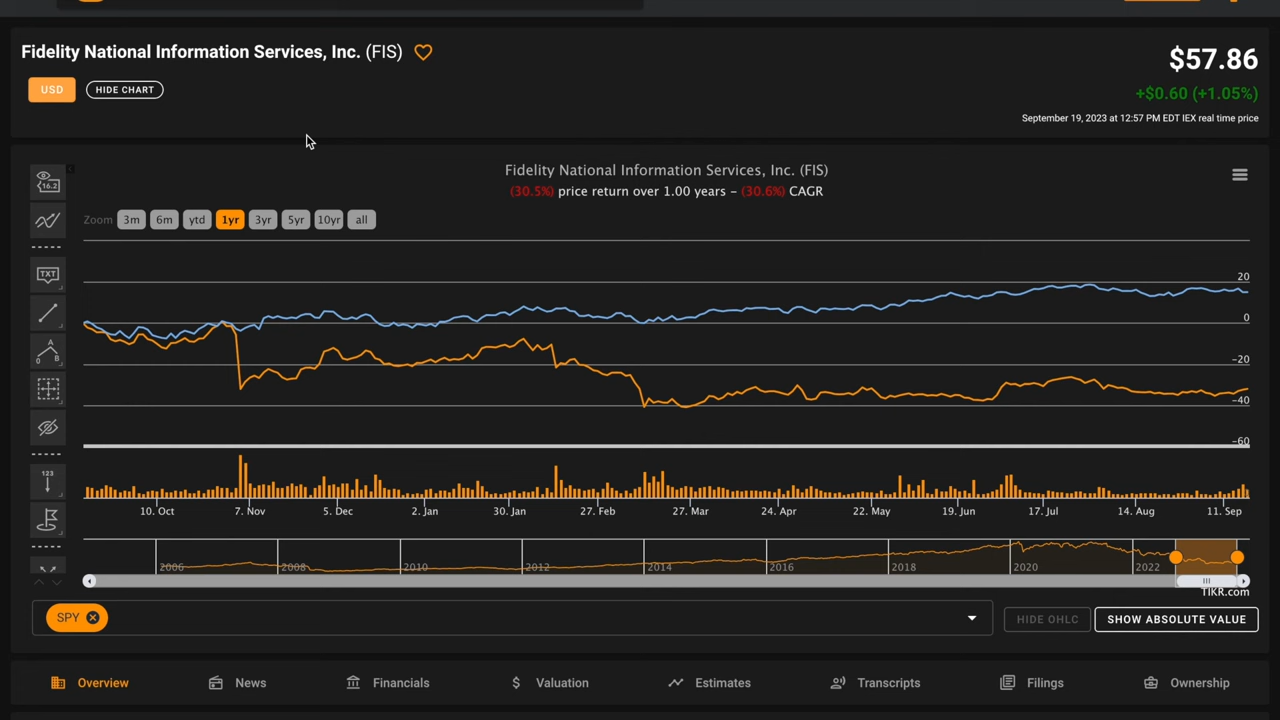 Fidelity National Information Services, Inc. (FIS)
$57.86
USD
HIDE CHART
+$0.60 (+1.05%)
September 19, 2023 at 12:57 PM EDT IEX real time price
Fidelity National Information Services, Inc. (FIS)
(30.5%) price return over 1.00 years – (30.6%) CAGR
16.2
Zoom 3m 6m ytd 1yr 3yr 5yr 10yr all
TXT
20
0
-20
-40
-60
A
0 B
123
10. Oct 7. Nov 5. Dec 2. Jan 30. Jan 27. Feb 27. Mar 24. Apr 22. May 19. Jun 17. Jul 14. Aug 11. Sep
2006 2008 2010 2012 2014 2016 2018 2020 2022
TIKR.com
SPY
HIDE OHLC
SHOW ABSOLUTE VALUE
Overview News Financials Valuation Estimates Transcripts Filings Ownership